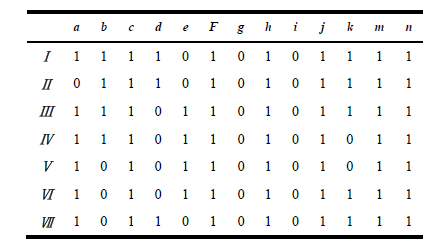 a b c d e F g h i j k m n
I 1 1 1 1 0 1 0 1 0 1 1 1 1
II 0 1 1 1 0 1 0 1 0 1 1 1 1
III 1 1 1 0 1 1 0 1 0 1 1 1 1
IV 1 1 1 0 1 1 0 1 0 1 0 1 1
V 1 0 1 0 1 1 0 1 0 1 0 1 1
VI 1 0 1 0 1 1 0 1 0 1 1 1 1
VII 1 0 1 1 0 1 0 1 0 1 1 1 1